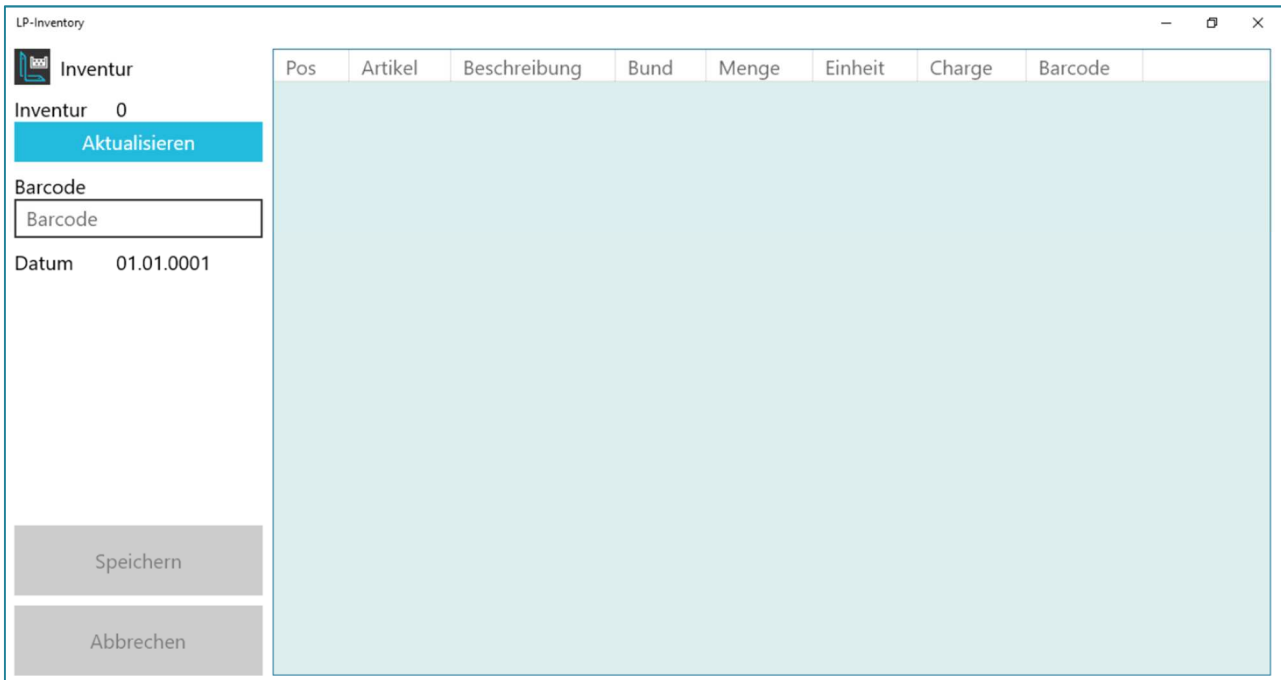 LP-Inventory
Inventur
Inventur 0
Aktualisieren
Barcode
Barcode
Datum 01.01.0001
Speichern
Abbrechen
Pos Artikel Beschreibung Bund Menge Einheit Charge Barcode